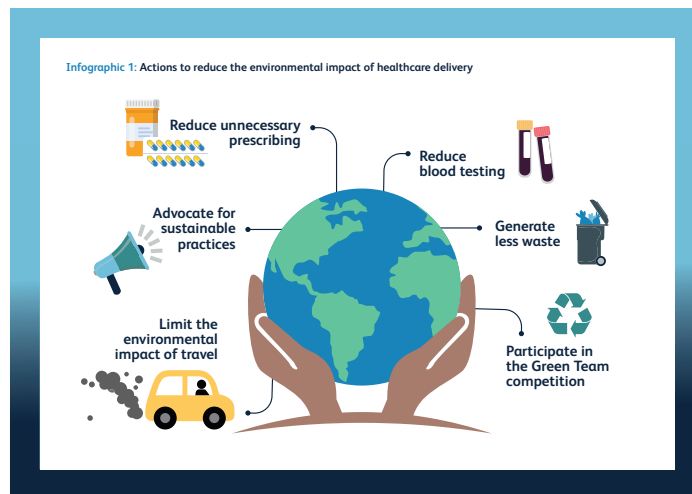 Infographic 1: Actions to reduce the environmental impact of healthcare delivery
Reduce unnecessary
prescribing
Reduce
blood testing
Advocate for
sustainable
practices
Generate
less waste
Limit the
environmental
impact of travel
Participate in
the Green Team
competition